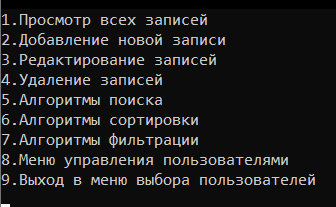 1.Просмотр всех записей
2.Добавление новой записи
3.Редактирование записей
4.Удаление записей
5.Алгоритмы поиска
6.Алгоритмы сортировки
7.Алгоритмы фильтрации
8.Меню управления пользователями
9.Выход в меню выбора пользователей